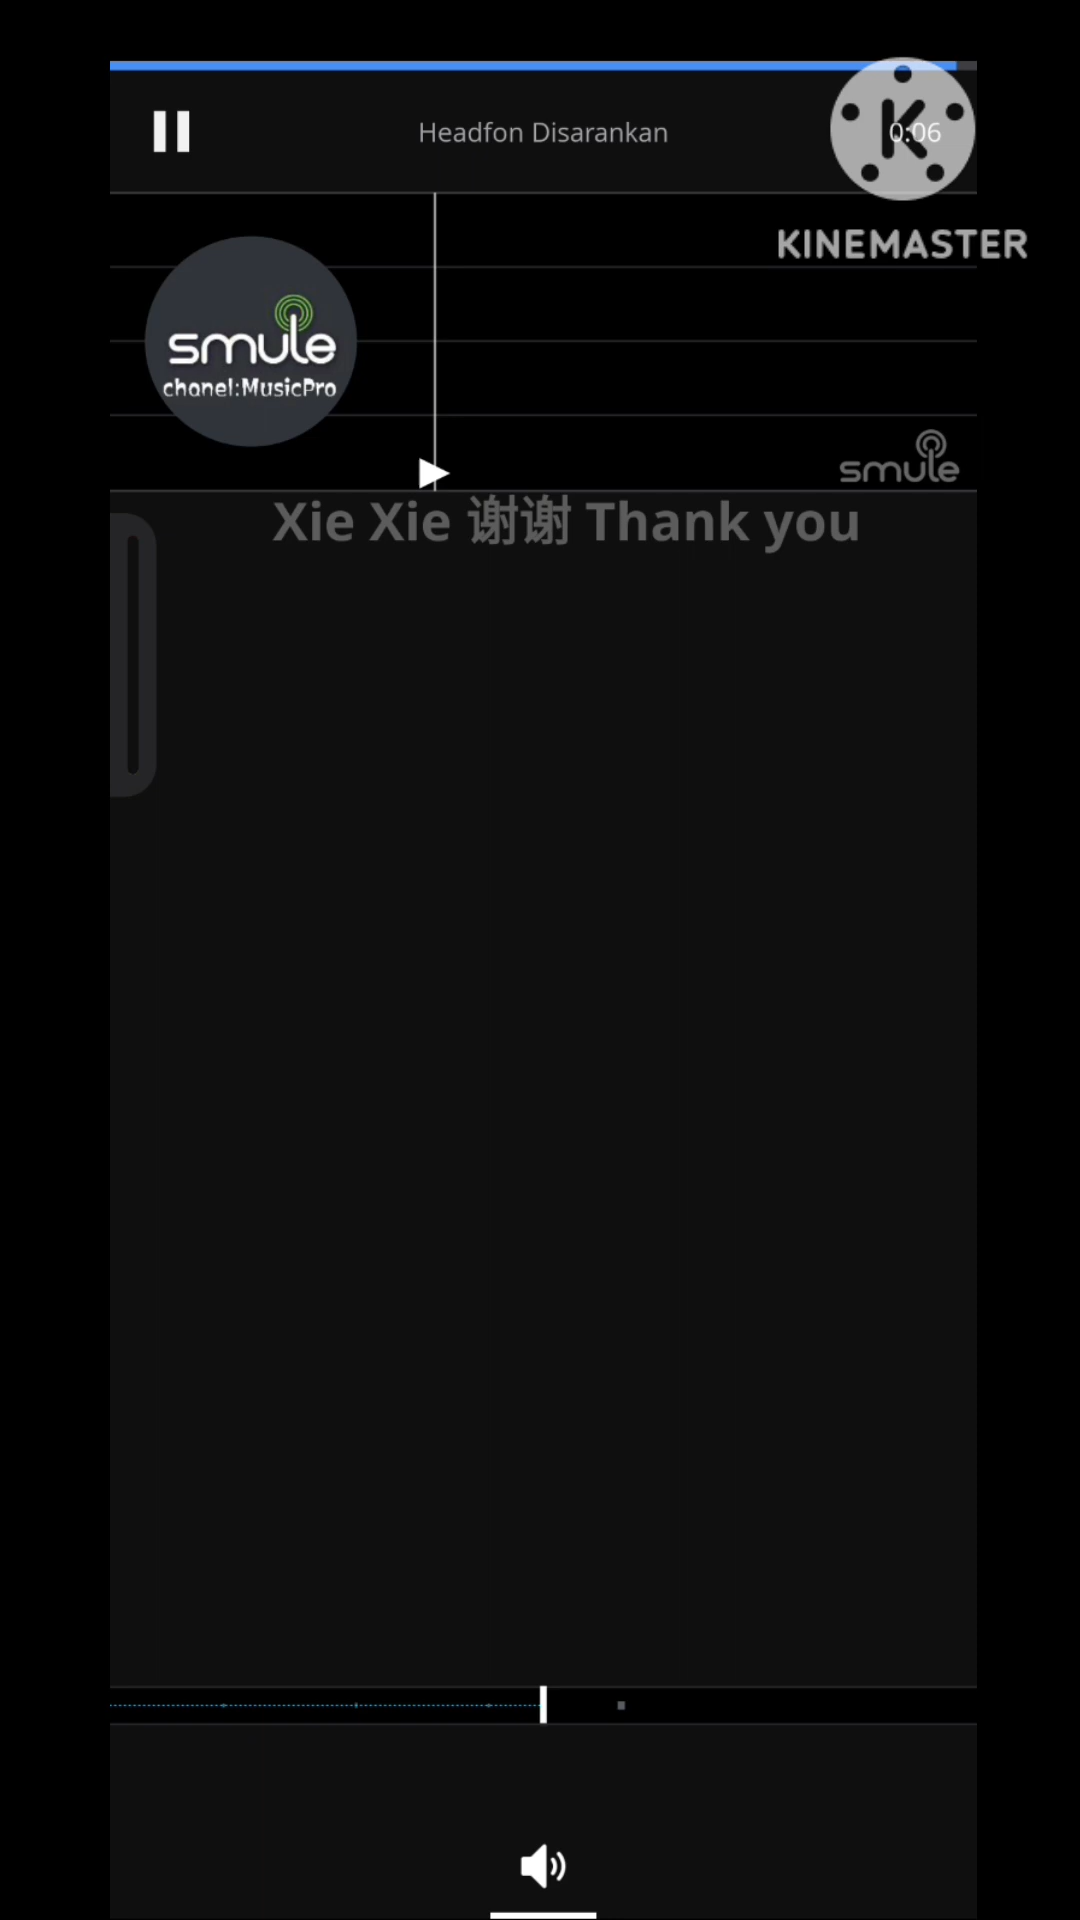 Headfon Disarankan
0:06
KINEMASTER
smule
chanel:MusicPro
smule
Xie Xie 谢谢 Thank you